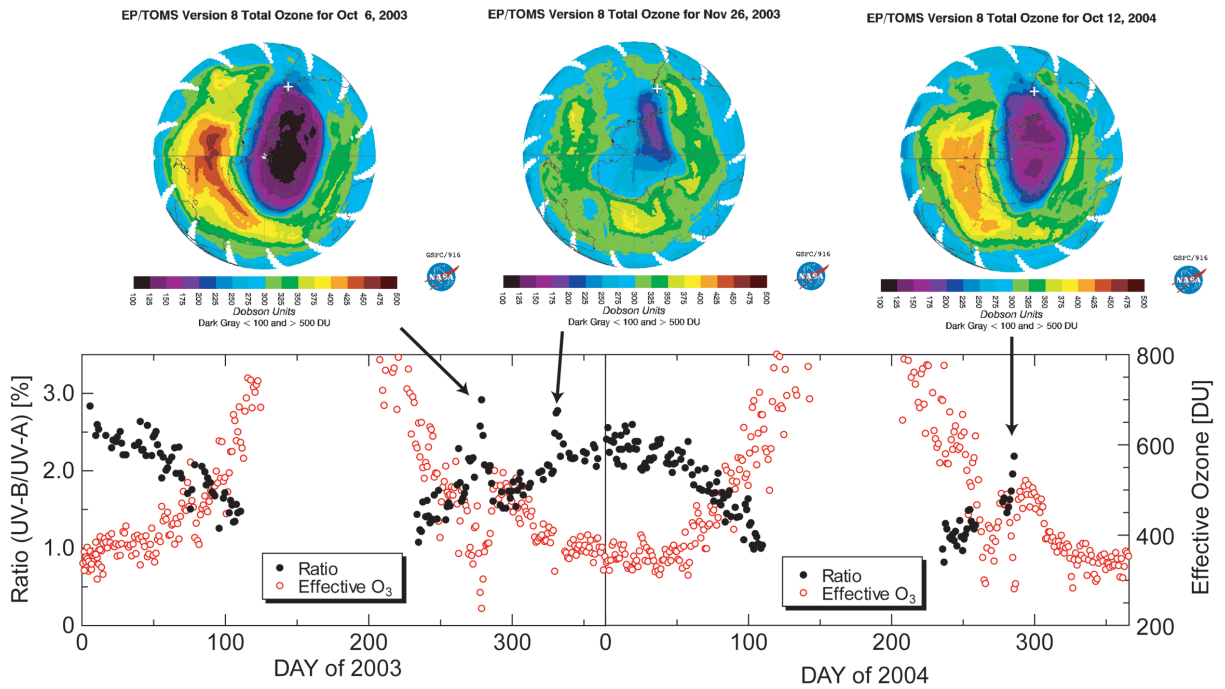 EP/TOMS Version 8 Total Ozone for Oct 6, 2003
EP/TOMS Version 8 Total Ozone for Nov 26, 2003
EP/TOMS Version 8 Total Ozone for Oct 12, 2004
GSFC/916
NASA
GSFC/916
NASA
GSFC/916
NASA
100 125 150 175 200 225 250 275 300 325 350 375 400 425 450 475 500
Dobson Units
Dark Gray < 100 and > 500 DU
100 125 150 175 200 225 250 275 300 325 350 375 400 425 450 475 500
Dobson Units
Dark Gray < 100 and > 500 DU
100 125 150 175 200 225 250 275 300 325 350 375 400 425 450 475 500
Dobson Units
Dark Gray < 100 and > 500 DU
Ratio (UV-B/UV-A) [%]
3.0
2.0
1.0
0
800
600
400
200
Effective Ozone [DU]
Ratio
Effective O3
Ratio
Effective O3
0 100 200 300 0 100 200 300
DAY of 2003
DAY of 2004